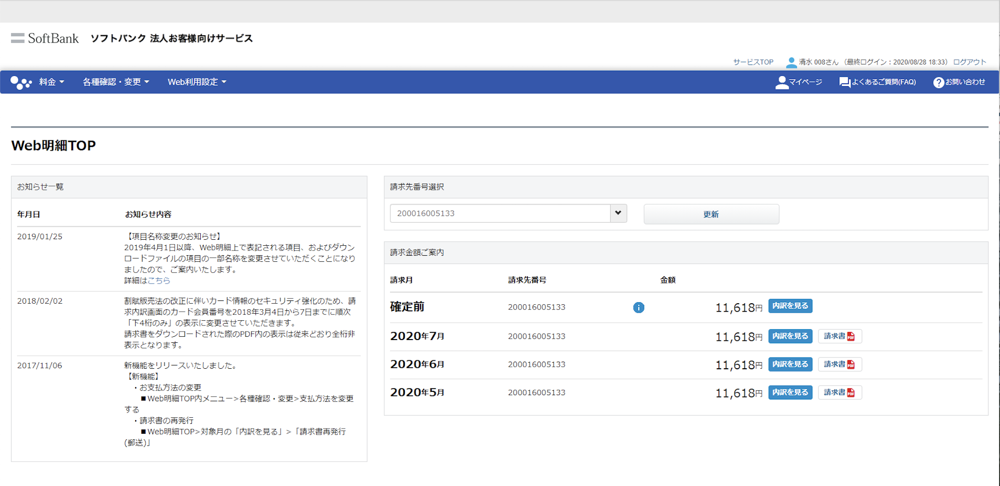 SoftBank ソフトバンク 法人お客様向けサービス
サービスTOP 清水 008さん （最終ログイン：2020/08/28 18:33） ログアウト
料金 各種確認・変更 Web利用設定 マイページ よくあるご質問(FAQ) お問い合わせ
Web明細TOP
お知らせ一覧
年月日 お知らせ内容
2019/01/25 【項目名称変更のお知らせ】
2019年4月1日以降、Web明細上で表記される項目、およびダウン
ロードファイルの項目の一部名称を変更させていただくことになり
ましたので、ご案内いたします。
詳細はこちら
2018/02/02 割賦販売法の改正に伴いカード情報のセキュリティ強化のため、請
求内訳画面のカード会員番号を2018年3月4日から7日までに順次
「下4桁のみ」の表示に変更させていただきます。
請求書をダウンロードされた際のPDF内の表示は従来どおり全桁非
表示となります。
2017/11/06 新機能をリリースいたしました。
【新機能】
・お支払方法の変更
■Web明細TOP内メニュー>各種確認・変更>支払方法を変更
する
・請求書の再発行
■Web明細TOP>対象月の「内訳を見る」>「請求書再発行
(郵送)」
請求先番号選択
200016005133 更新
請求金額ご案内
請求月 請求先番号 金額
確定前 200016005133 i 11,618円 内訳を見る
2020年7月 200016005133 11,618円 内訳を見る 請求書 PDF
2020年6月 200016005133 11,618円 内訳を見る 請求書 PDF
2020年5月 200016005133 11,618円 内訳を見る 請求書 PDF